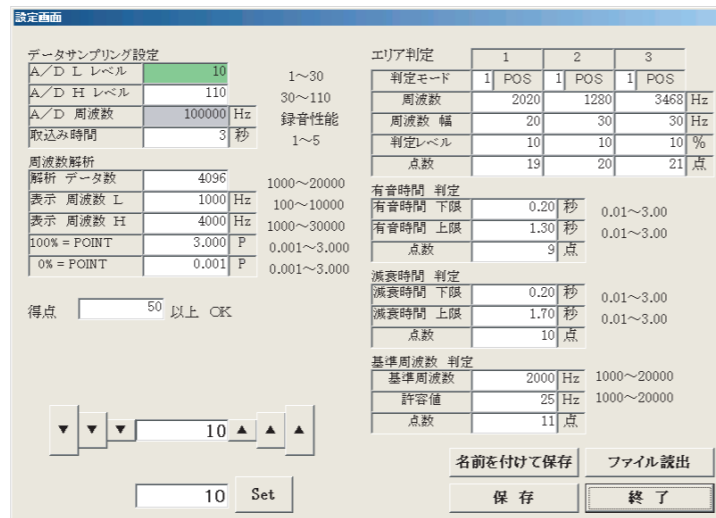 設定画面
データサンプリング設定
A/D L レベル 10 1～30
A/D H レベル 110 30～110
A/D 周波数 100000 Hz 録音性能
取込み時間 3 秒 1～5
周波数解析
解析 データ数 4096 1000～20000
表示 周波数 L 1000 Hz 100～10000
表示 周波数 H 4000 Hz 1000～30000
100% = POINT 3.000 P 0.001～3.000
0% = POINT 0.001 P 0.001～3.000
得点 50 以上 OK
▼ ▼ ▼ 10 ▲ ▲ ▲
10 Set
エリア判定 1 2 3
判定モード 1 POS 1 POS 1 POS
周波数 2020 1280 3468 Hz
周波数 幅 20 30 30 Hz
判定レベル 10 10 10 %
点数 19 20 21 点
有音時間 判定
有音時間 下限 0.20 秒 0.01～3.00
有音時間 上限 1.30 秒 0.01～3.00
点数 9 点
減衰時間 判定
減衰時間 下限 0.20 秒 0.01～3.00
減衰時間 上限 1.70 秒 0.01～3.00
点数 10 点
基準周波数 判定
基準周波数 2000 Hz 1000～20000
許容値 25 Hz 1000～20000
点数 11 点
名前を付けて保存 ファイル読出
保 存 終 了